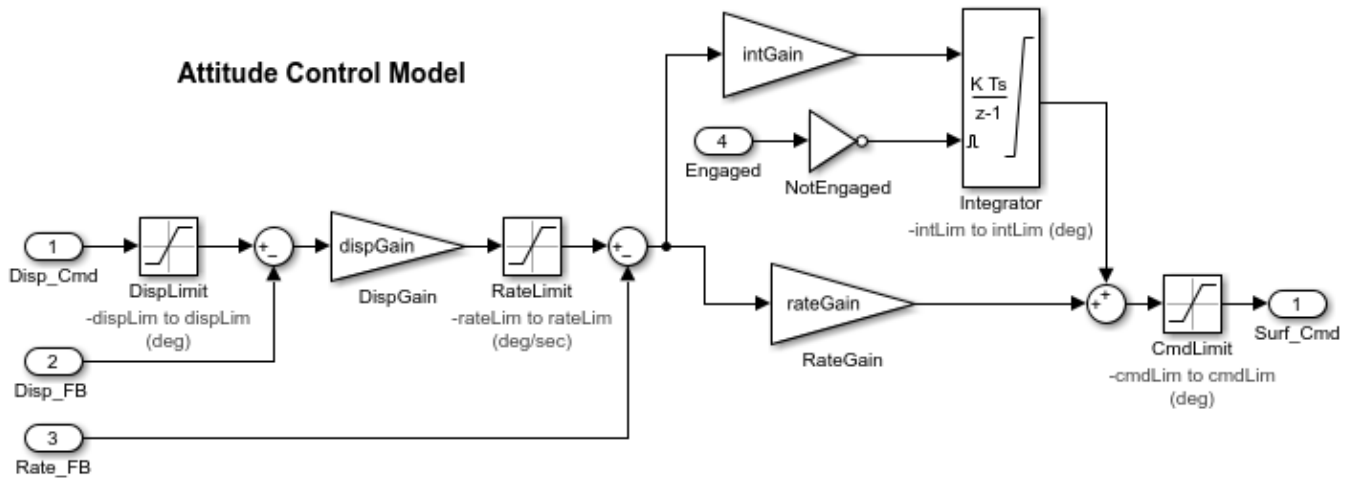 Attitude Control Model
intGain
4
Engaged
NotEngaged
K Ts
z-1
Integrator
-intLim to intLim (deg)
1
Disp_Cmd
DispLimit
-dispLim to dispLim
(deg)
+
−
dispGain
DispGain
RateLimit
-rateLim to rateLim
(deg/sec)
+
−
rateGain
RateGain
+
+
CmdLimit
-cmdLim to cmdLim
(deg)
1
Surf_Cmd
2
Disp_FB
3
Rate_FB